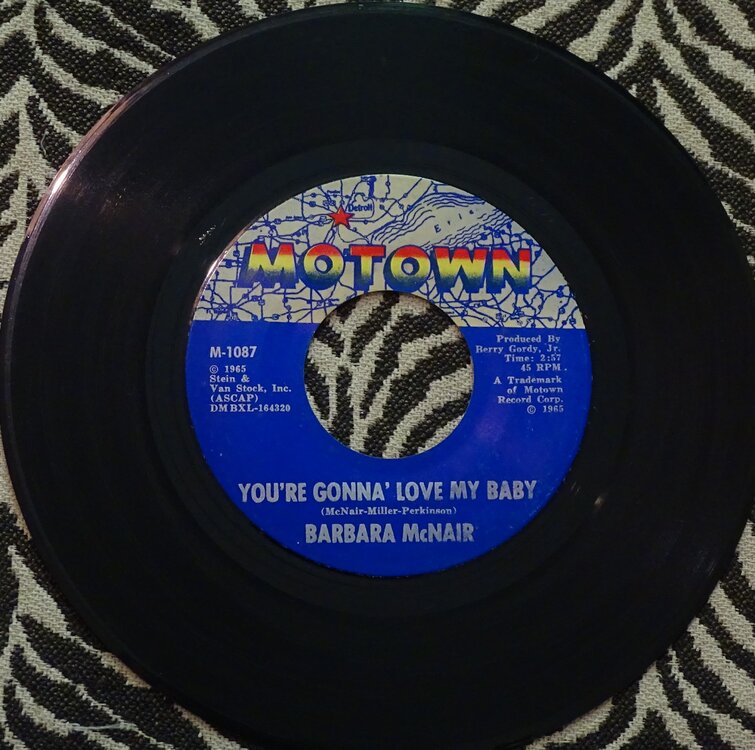 Detroit
Erie
MOTOWN
M-1087
© 1965
Stein &
Van Stock, Inc.
(ASCAP)
DM BXL-164320
Produced By
Berry Gordy, Jr.
Time: 2:57
45 RPM.
A Trademark
of Motown
Record Corp.
© 1965
YOU'RE GONNA' LOVE MY BABY
(McNair-Miller-Perkinson)
BARBARA McNAIR